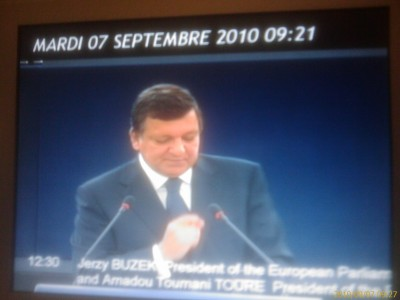 MARDI 07 SEPTEMBRE 2010 09:21
12:30 Jerzy BUZEK, President of the European Parliam
and Amadou Toumani TOURE President of the